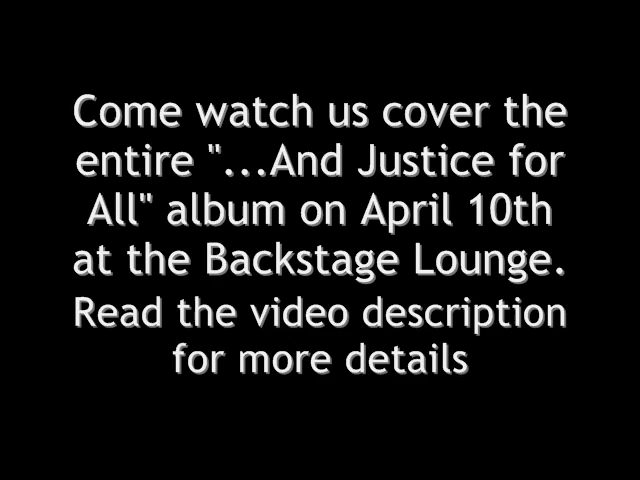 Come watch us cover the
entire "...And Justice for
All" album on April 10th
at the Backstage Lounge.
Read the video description
for more details